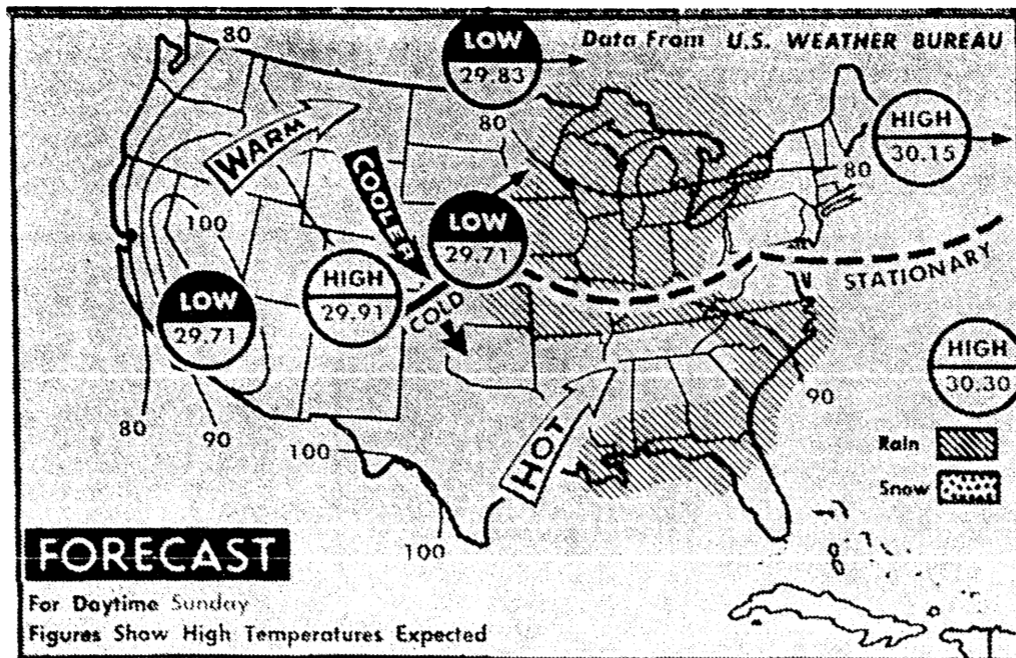 80
LOW
29.83
Data From U.S. WEATHER BUREAU
HIGH
30.15
80
80
WARM
COOLER
LOW
29.71
100
HIGH
29.91
COLD
STATIONARY
LOW
29.71
HIGH
30.30
90
80
90
100
HOT
Rain
Snow
100
FORECAST
For Daytime Sunday
Figures Show High Temperatures Expected